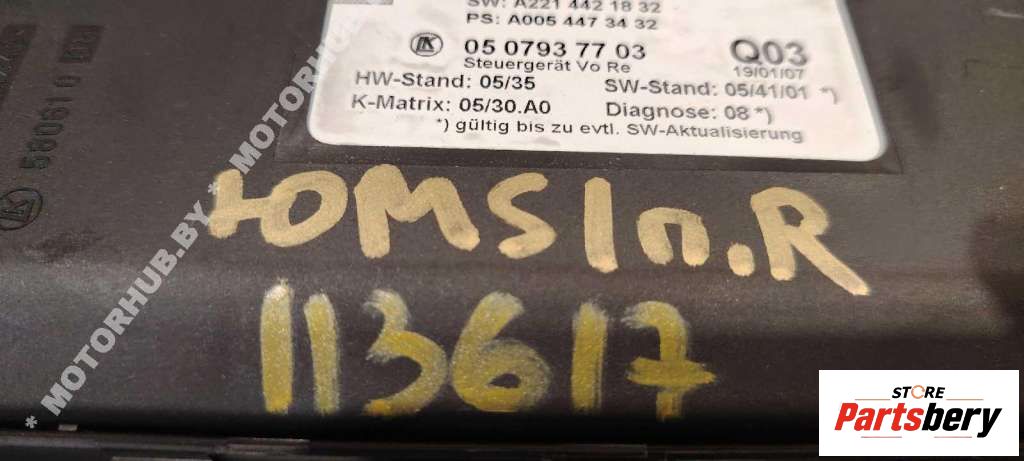 SW: A221 442 18 32
PS: A005 447 34 32
LK 05 0793 77 03 Q03
Steuergerät Vo Re 19/01/07
HW-Stand: 05/35 SW-Stand: 05/41/01 *)
K-Matrix: 05/30.A0 Diagnose: 08 *)
*) gültig bis zu evtl. SW-Aktualisierung
ЮMS1п.R
113617
* MOTORHUB.BY * MOTORHUB
STORE
Partsbery